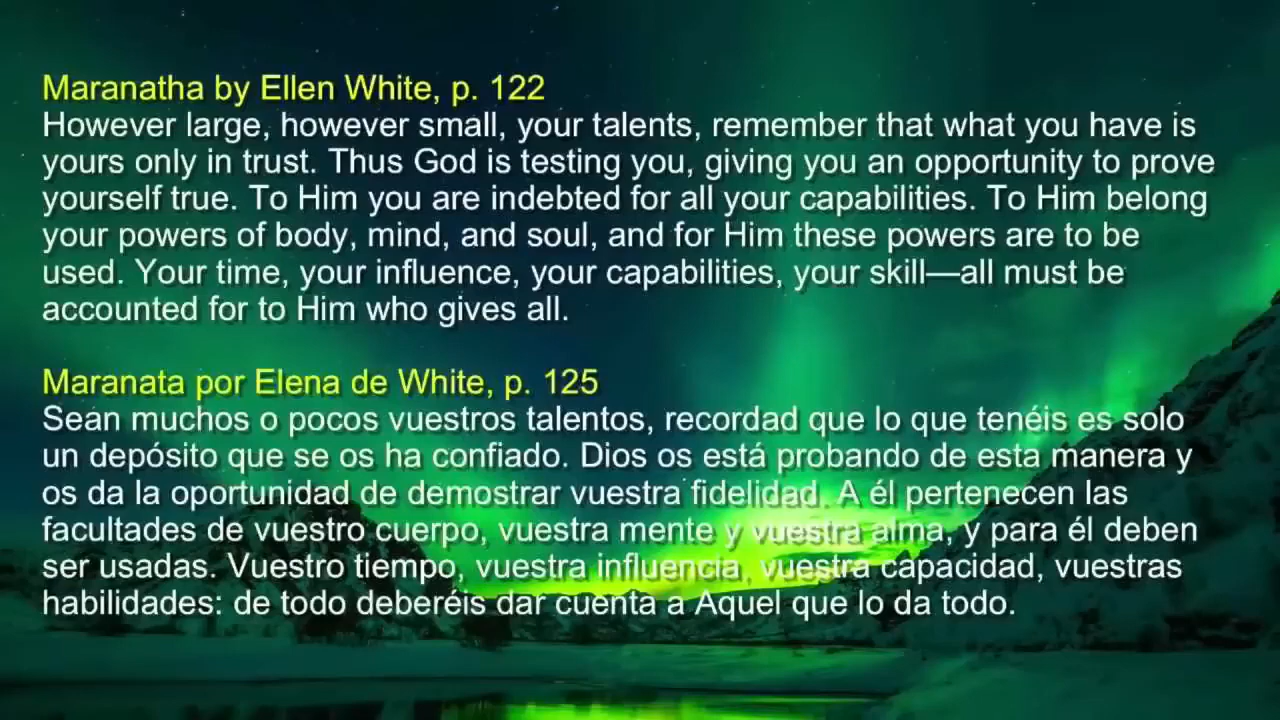 Maranatha by Ellen White, p. 122
However large, however small, your talents, remember that what you have is
yours only in trust. Thus God is testing you, giving you an opportunity to prove
yourself true. To Him you are indebted for all your capabilities. To Him belong
your powers of body, mind, and soul, and for Him these powers are to be
used. Your time, your influence, your capabilities, your skill—all must be
accounted for to Him who gives all.
Maranata por Elena de White, p. 125
Sean muchos o pocos vuestros talentos, recordad que lo que tenéis es solo
un depósito que se os ha confiado. Dios os está probando de esta manera y
os da la oportunidad de demostrar vuestra fidelidad. A él pertenecen las
facultades de vuestro cuerpo, vuestra mente y vuestra alma, y para él deben
ser usadas. Vuestro tiempo, vuestra influencia, vuestra capacidad, vuestras
habilidades: de todo deberéis dar cuenta a Aquel que lo da todo.